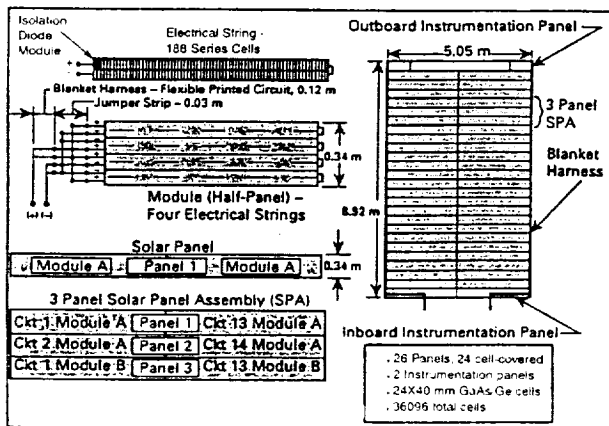 Isolation
Diode
Module
Electrical String -
188 Series Cells
Blanket Harness – Flexible Printed Circuit, 0.12 m
Jumper Strip – 0.03 m
0.34 m
Module (Half-Panel) –
Four Electrical Strings
Solar Panel
Module A Panel 1 Module A
0.34 m
3 Panel Solar Panel Assembly (SPA)
Ckt 1 Module A Panel 1 Ckt 13 Module A
Ckt 2 Module A Panel 2 Ckt 14 Module A
Ckt 1 Module B Panel 3 Ckt 13 Module B
Outboard Instrumentation Panel
5.05 m
3 Panel
SPA
Blanket
Harness
8.92 m
Inboard Instrumentation Panel
. 26 Panels, 24 cell-covered
. 2 Instrumentation panels
. 24X40 mm GaAs Ge cells
. 36096 total cells